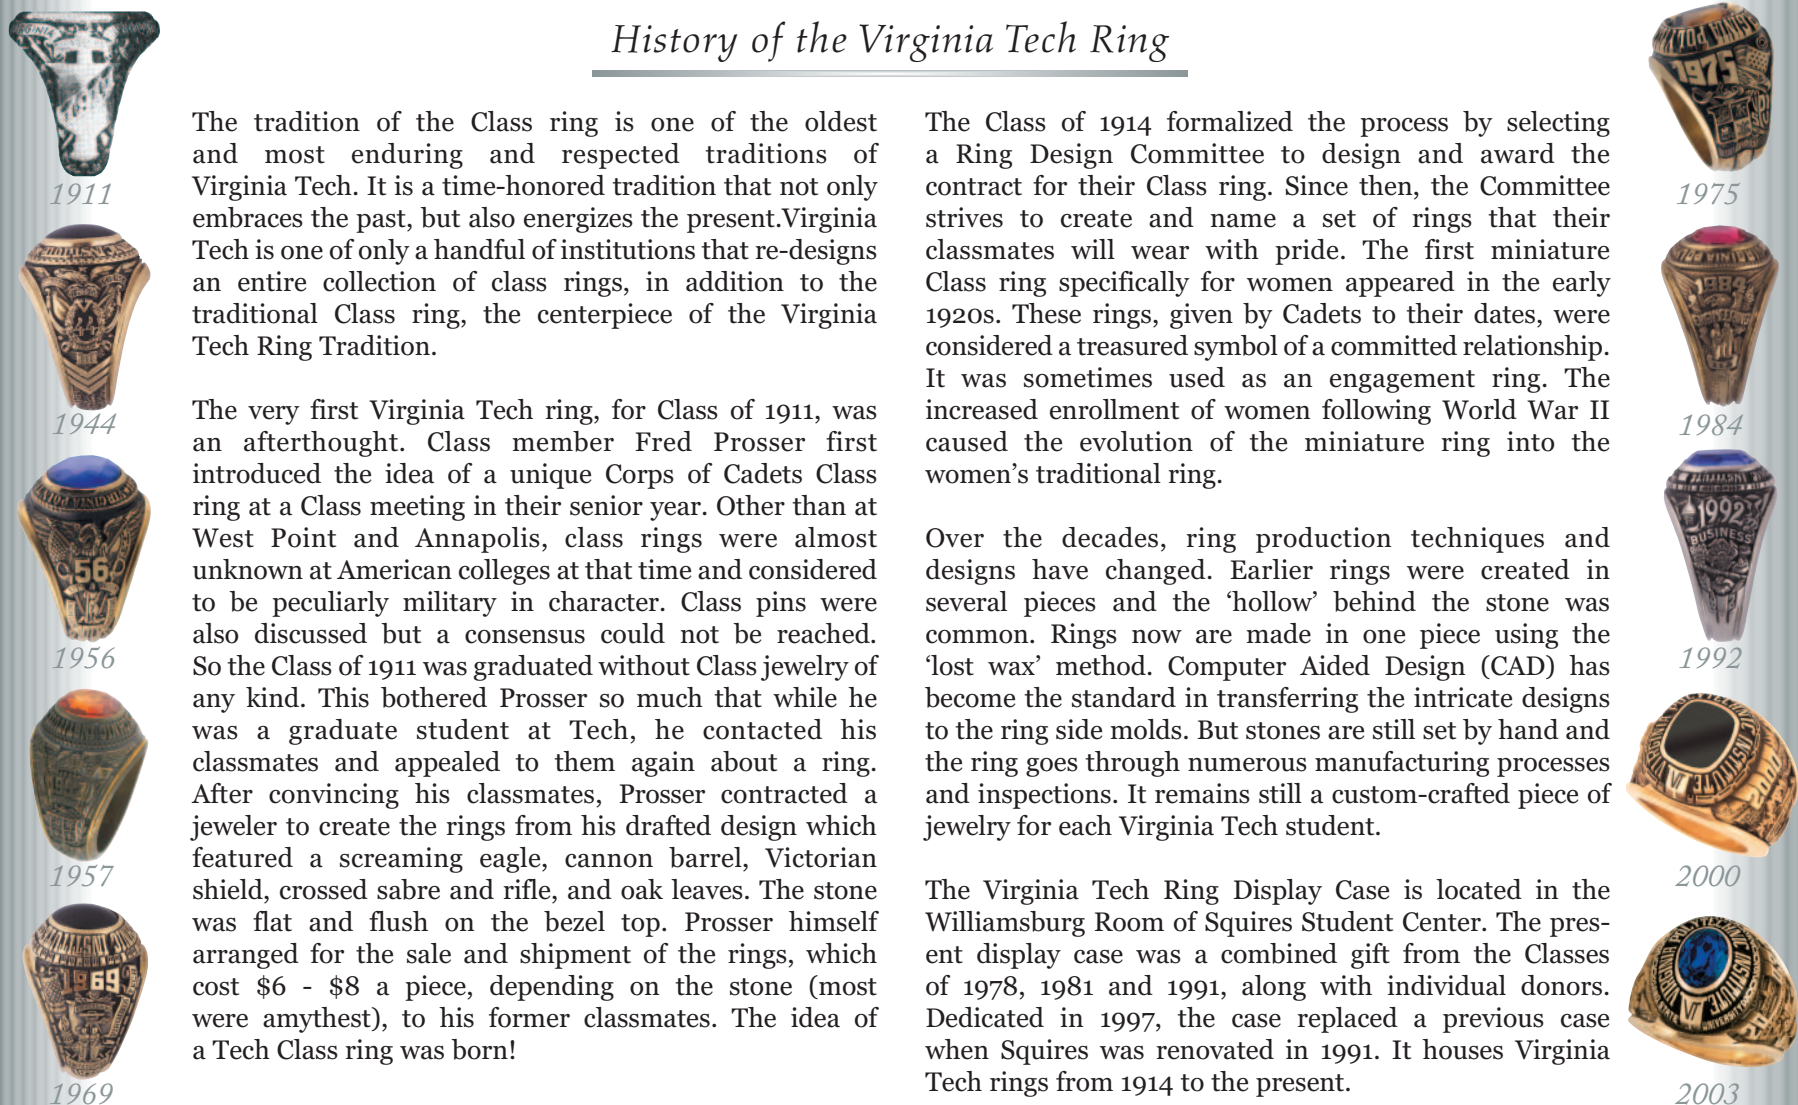 History of the Virginia Tech Ring
The tradition of the Class ring is one of the oldest
and most enduring and respected traditions of
Virginia Tech. It is a time-honored tradition that not only
embraces the past, but also energizes the present.Virginia
Tech is one of only a handful of institutions that re-designs
an entire collection of class rings, in addition to the
traditional Class ring, the centerpiece of the Virginia
Tech Ring Tradition.
The very first Virginia Tech ring, for Class of 1911, was
an afterthought. Class member Fred Prosser first
introduced the idea of a unique Corps of Cadets Class
ring at a Class meeting in their senior year. Other than at
West Point and Annapolis, class rings were almost
unknown at American colleges at that time and considered
to be peculiarly military in character. Class pins were
also discussed but a consensus could not be reached.
So the Class of 1911 was graduated without Class jewelry of
any kind. This bothered Prosser so much that while he
was a graduate student at Tech, he contacted his
classmates and appealed to them again about a ring.
After convincing his classmates, Prosser contracted a
jeweler to create the rings from his drafted design which
featured a screaming eagle, cannon barrel, Victorian
shield, crossed sabre and rifle, and oak leaves. The stone
was flat and flush on the bezel top. Prosser himself
arranged for the sale and shipment of the rings, which
cost $6 - $8 a piece, depending on the stone (most
were amythest), to his former classmates. The idea of
a Tech Class ring was born!
The Class of 1914 formalized the process by selecting
a Ring Design Committee to design and award the
contract for their Class ring. Since then, the Committee
strives to create and name a set of rings that their
classmates will wear with pride. The first miniature
Class ring specifically for women appeared in the early
1920s. These rings, given by Cadets to their dates, were
considered a treasured symbol of a committed relationship.
It was sometimes used as an engagement ring. The
increased enrollment of women following World War II
caused the evolution of the miniature ring into the
women’s traditional ring.
Over the decades, ring production techniques and
designs have changed. Earlier rings were created in
several pieces and the ‘hollow’ behind the stone was
common. Rings now are made in one piece using the
‘lost wax’ method. Computer Aided Design (CAD) has
become the standard in transferring the intricate designs
to the ring side molds. But stones are still set by hand and
the ring goes through numerous manufacturing processes
and inspections. It remains still a custom-crafted piece of
jewelry for each Virginia Tech student.
The Virginia Tech Ring Display Case is located in the
Williamsburg Room of Squires Student Center. The pres-
ent display case was a combined gift from the Classes
of 1978, 1981 and 1991, along with individual donors.
Dedicated in 1997, the case replaced a previous case
when Squires was renovated in 1991. It houses Virginia
Tech rings from 1914 to the present.
1911
1944
56
1956
1957
1969
1969
1975
1975
1984
1984
1992
BUSINESS
1992
2000
2003